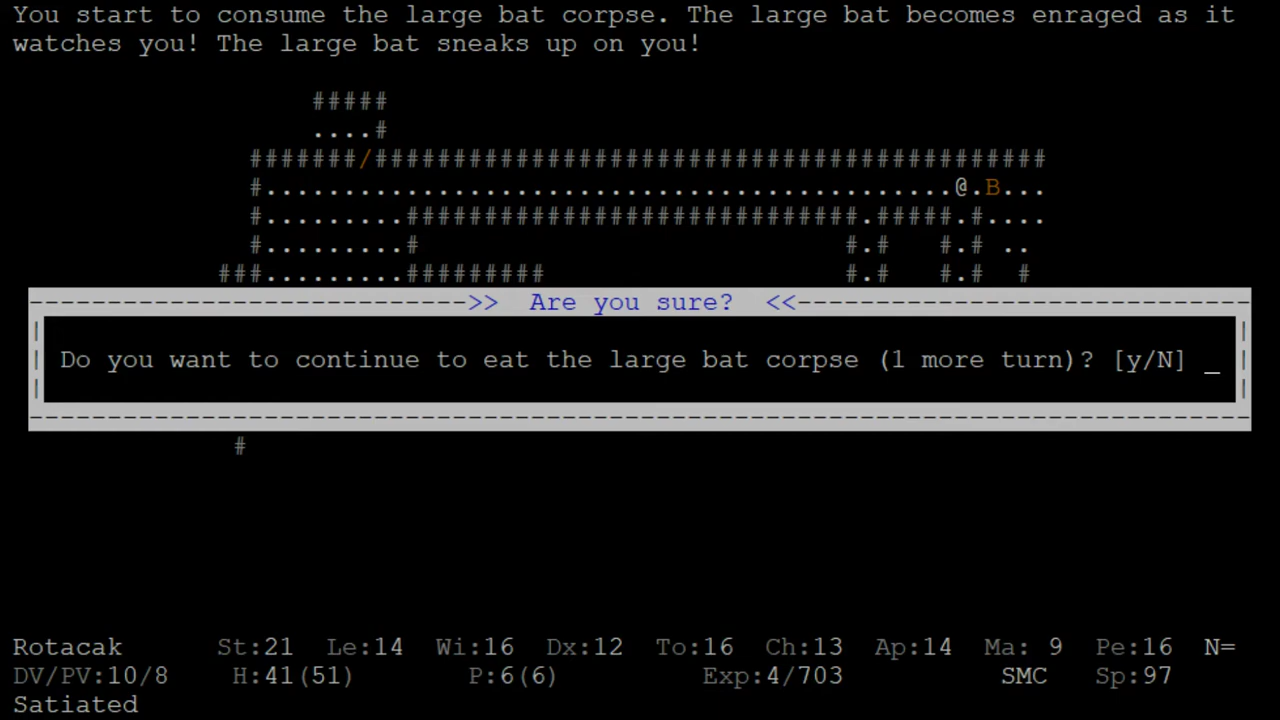 You start to consume the large bat corpse. The large bat becomes enraged as it
watches you! The large bat sneaks up on you!
#####
....#
#######/###########################################
#............................................@.B...
#.........##############################.#####.#....
#.........#                            #.#   #.# ..
###.........#########                   #.#   #.#  #
>> Are you sure? <<
Do you want to continue to eat the large bat corpse (1 more turn)? [y/N] _
#
Rotacak St:21 Le:14 Wi:16 Dx:12 To:16 Ch:13 Ap:14 Ma: 9 Pe:16 N=
DV/PV:10/8 H:41(51) P:6(6) Exp:4/703 SMC Sp:97
Satiated